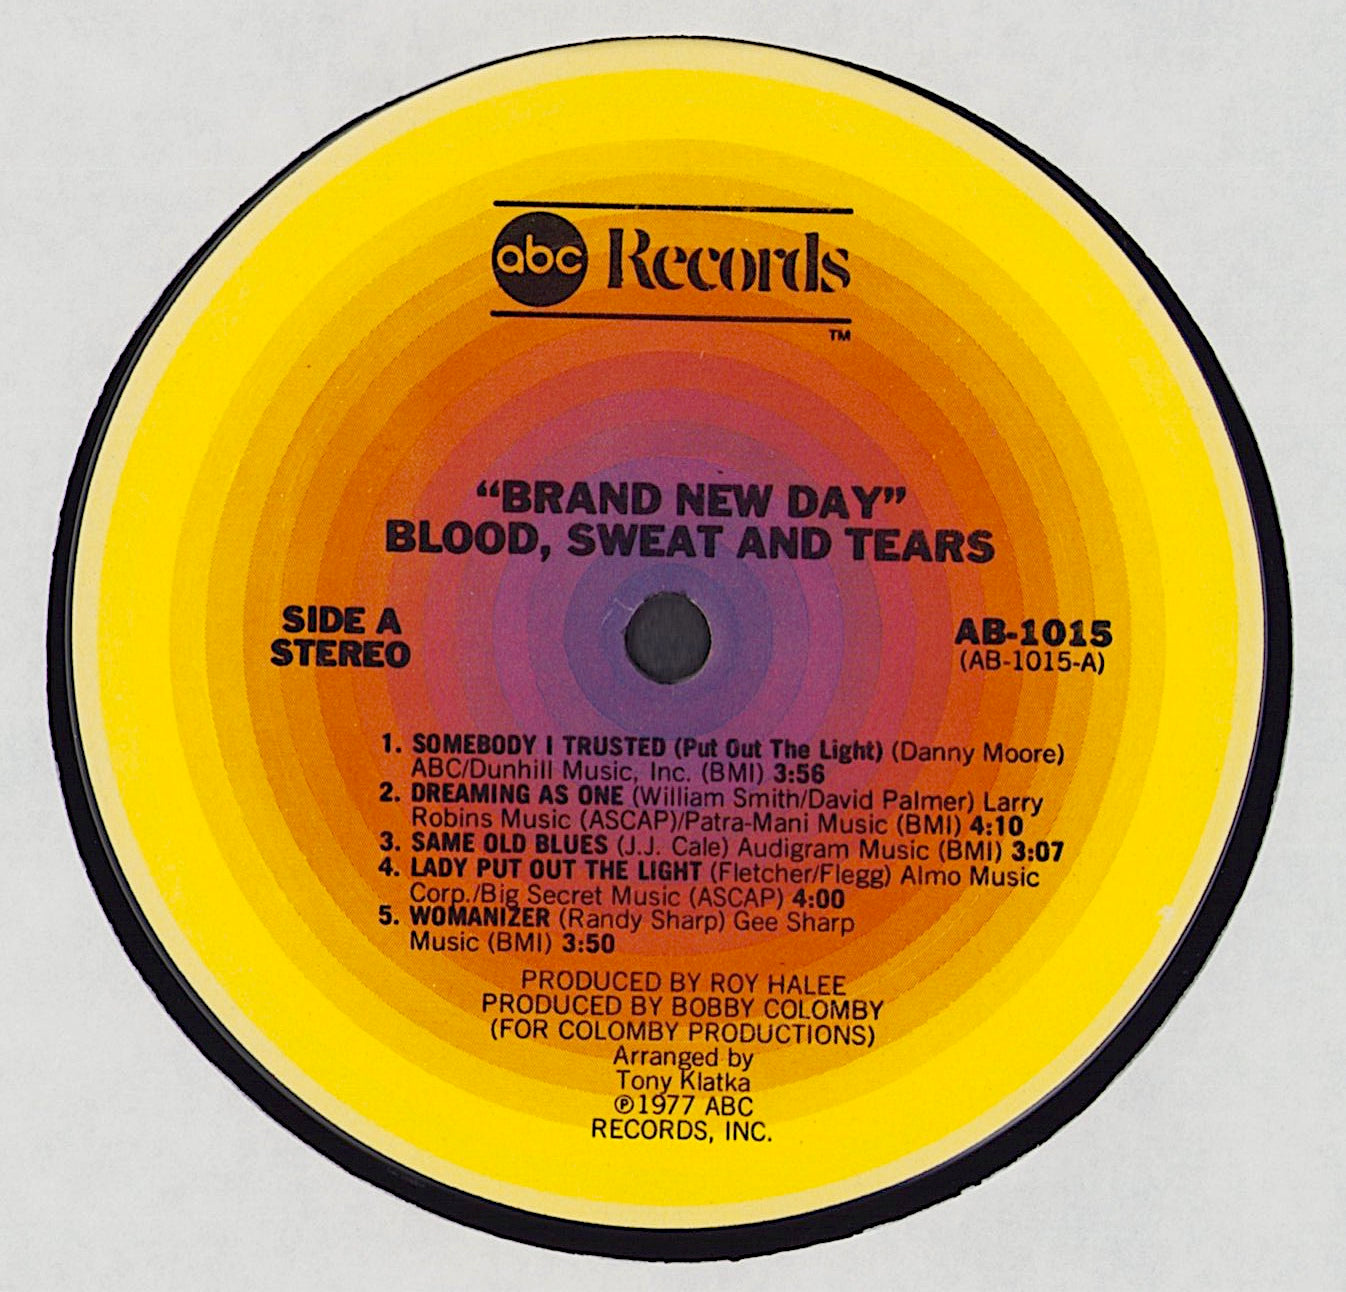 abc Records
TM
“BRAND NEW DAY”
BLOOD, SWEAT AND TEARS
SIDE A
STEREO
AB-1015
(AB-1015-A)
1. SOMEBODY I TRUSTED (Put Out The Light) (Danny Moore)
ABC/Dunhill Music, Inc. (BMI) 3:56
2. DREAMING AS ONE (William Smith/David Palmer) Larry
Robins Music (ASCAP)/Patra-Mani Music (BMI) 4:10
3. SAME OLD BLUES (J.J. Cale) Audigram Music (BMI) 3:07
4. LADY PUT OUT THE LIGHT (Fletcher/Flegg) Almo Music
Corp./Big Secret Music (ASCAP) 4:00
5. WOMANIZER (Randy Sharp) Gee Sharp
Music (BMI) 3:50
PRODUCED BY ROY HALEE
PRODUCED BY BOBBY COLOMBY
(FOR COLOMBY PRODUCTIONS)
Arranged by
Tony Klatka
℗1977 ABC
RECORDS, INC.